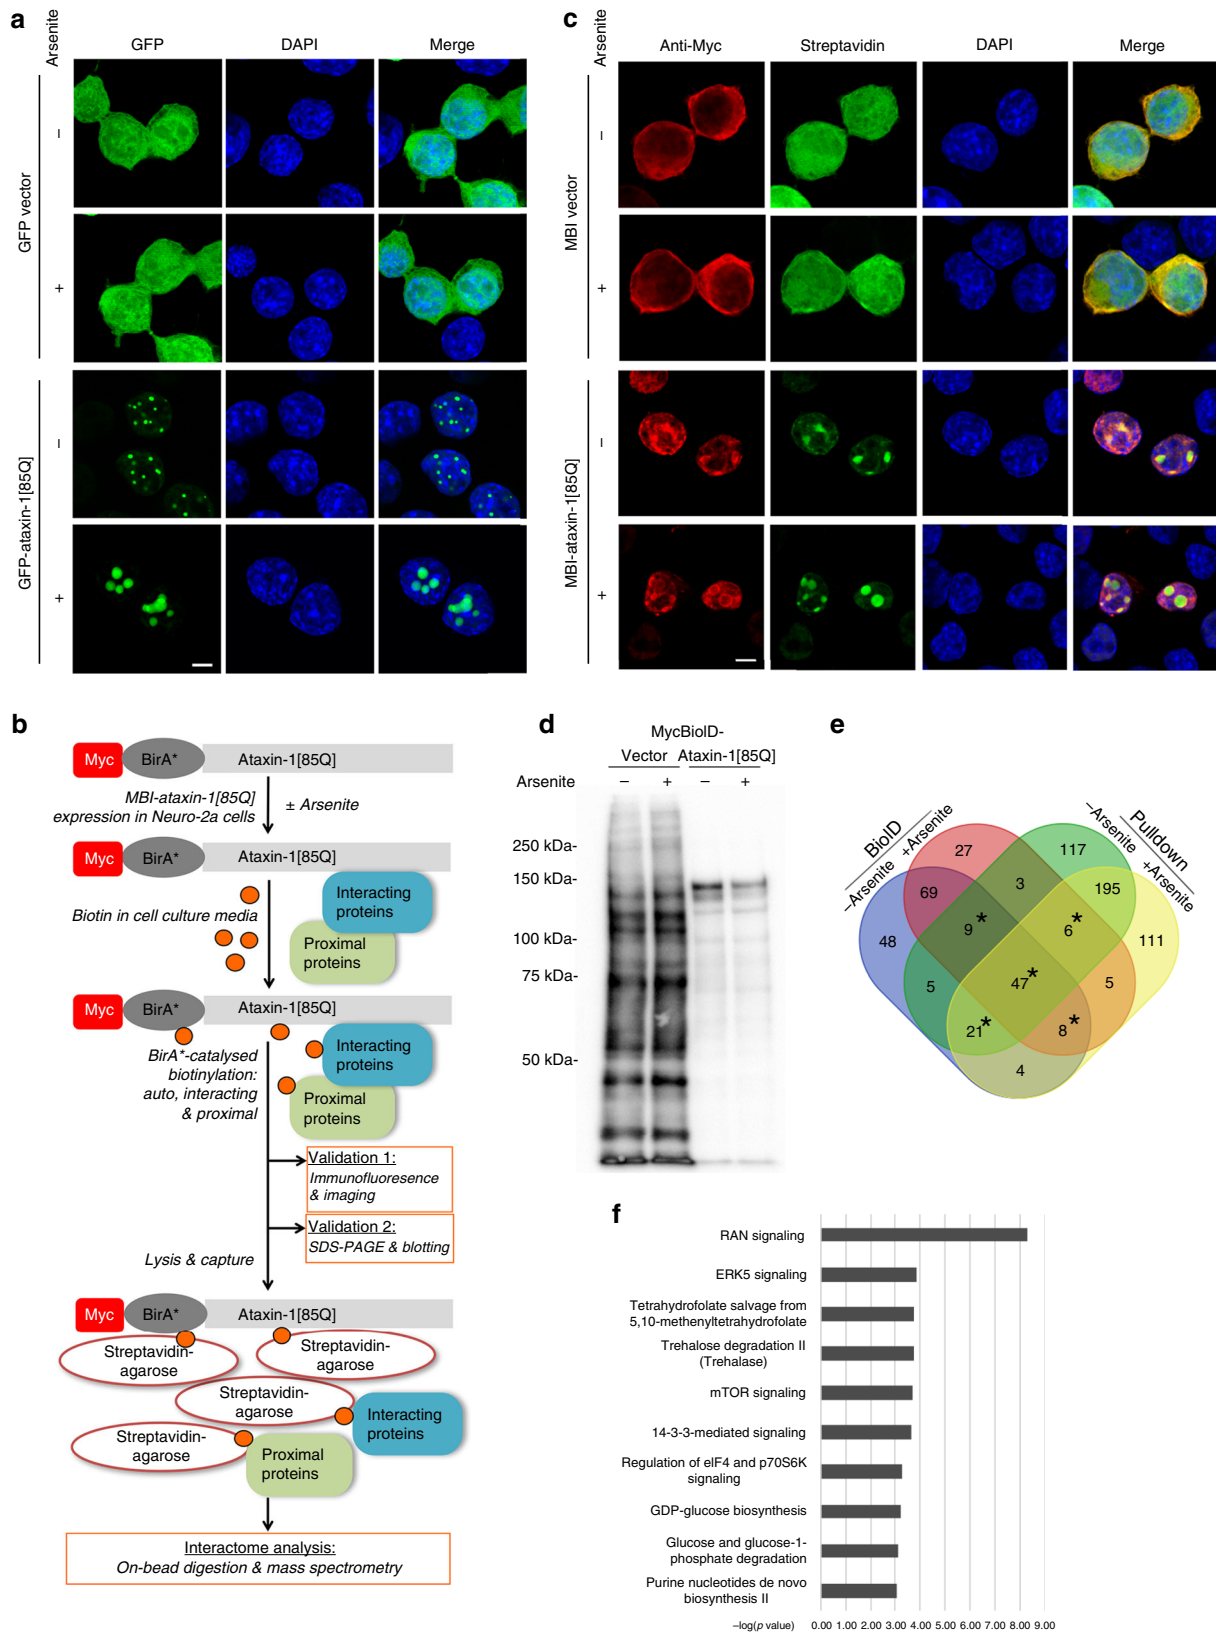 a
Arsenite
GFP
DAPI
Merge
GFP vector
–
+
GFP-ataxin-1[85Q]
–
+
c
Arsenite
Anti-Myc
Streptavidin
DAPI
Merge
MBI vector
–
+
MBI-ataxin-1[85Q]
–
+
b
Myc
BirA*
Ataxin-1[85Q]
MBI-ataxin-1[85Q]
expression in Neuro-2a cells
± Arsenite
Myc
BirA*
Ataxin-1[85Q]
Interacting
proteins
Biotin in cell culture media
Proximal
proteins
Myc
BirA*
Ataxin-1[85Q]
BirA*-catalysed
biotinylation:
auto, interacting
& proximal
Interacting
proteins
Proximal
proteins
Validation 1:
Immunofluoresence
& imaging
Validation 2:
SDS-PAGE & blotting
Lysis & capture
Myc
BirA*
Ataxin-1[85Q]
Streptavidin-
agarose
Streptavidin-
agarose
Streptavidin-
agarose
Streptavidin-
agarose
Interacting
proteins
Proximal
proteins
Interactome analysis:
On-bead digestion & mass spectrometry
d
MycBioID-
Vector Ataxin-1[85Q]
Arsenite – + – +
250 kDa-
150 kDa-
100 kDa-
75 kDa-
50 kDa-
e
BioID
–Arsenite
+Arsenite
Pulldown
–Arsenite
+Arsenite
27
117
69
3
195
48
9*
6*
111
5
47*
5
21*
8*
4
f
RAN signaling
ERK5 signaling
Tetrahydrofolate salvage from
5,10-methenyltetrahydrofolate
Trehalose degradation II
(Trehalase)
mTOR signaling
14-3-3-mediated signaling
Regulation of eIF4 and p70S6K
signaling
GDP-glucose biosynthesis
Glucose and glucose-1-
phosphate degradation
Purine nucleotides de novo
biosynthesis II
–log(p value) 0.00 1.00 2.00 3.00 4.00 5.00 6.00 7.00 8.00 9.00